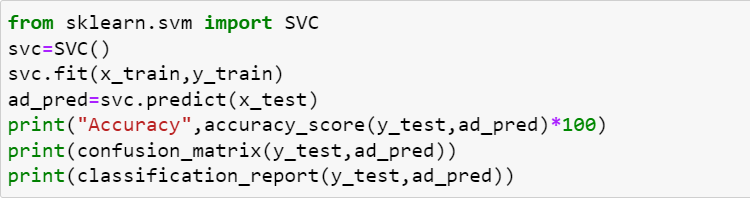 from sklearn.svm import SVC
svc=SVC()
svc.fit(x_train,y_train)
ad_pred=svc.predict(x_test)
print("Accuracy",accuracy_score(y_test,ad_pred)*100)
print(confusion_matrix(y_test,ad_pred))
print(classification_report(y_test,ad_pred))